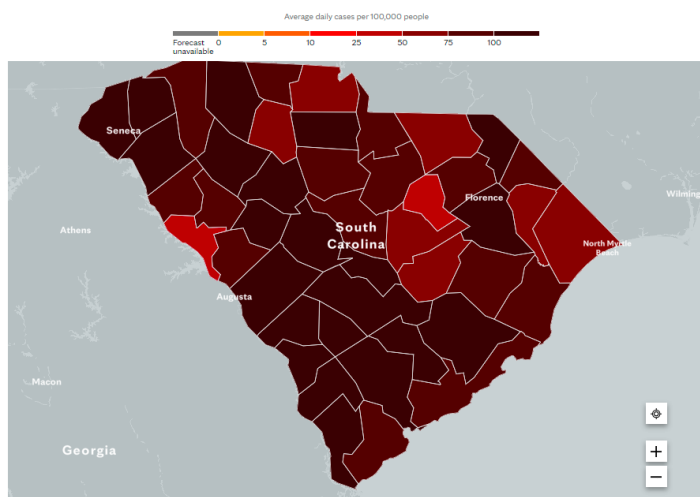 Average daily cases per 100,000 people
Forecast unavailable
0
5
10
25
50
75
100
Seneca
Athens
South
Carolina
Florence
Wilming
North Myrtle
Beach
Augusta
Macon
Georgia
+
−